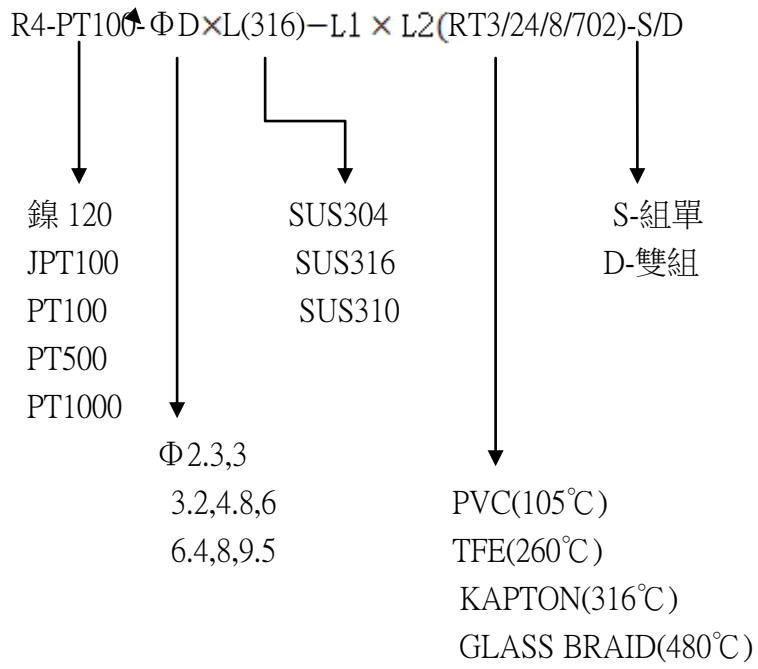 R4-PT100-ΦD×L(316)-L1×L2(RT3/24/8/702)-S/D
鎳 120 SUS304 S-組單
JPT100 SUS316 D-雙組
PT100 SUS310
PT500
PT1000
Φ2.3,3
3.2,4.8,6 PVC(105℃)
6.4,8,9.5 TFE(260℃)
KAPTON(316℃)
GLASS BRAID(480℃)